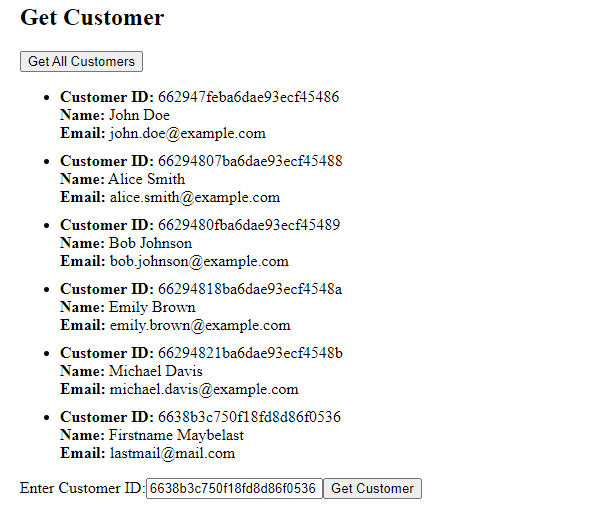 Get Customer
Get All Customers
Customer ID: 662947feba6dae93ecf45486
Name: John Doe
Email: john.doe@example.com
Customer ID: 66294807ba6dae93ecf45488
Name: Alice Smith
Email: alice.smith@example.com
Customer ID: 6629480fba6dae93ecf45489
Name: Bob Johnson
Email: bob.johnson@example.com
Customer ID: 66294818ba6dae93ecf4548a
Name: Emily Brown
Email: emily.brown@example.com
Customer ID: 66294821ba6dae93ecf4548b
Name: Michael Davis
Email: michael.davis@example.com
Customer ID: 6638b3c750f18fd8d86f0536
Name: Firstname Maybelast
Email: lastmail@mail.com
Enter Customer ID: 6638b3c750f18fd8d86f0536 Get Customer